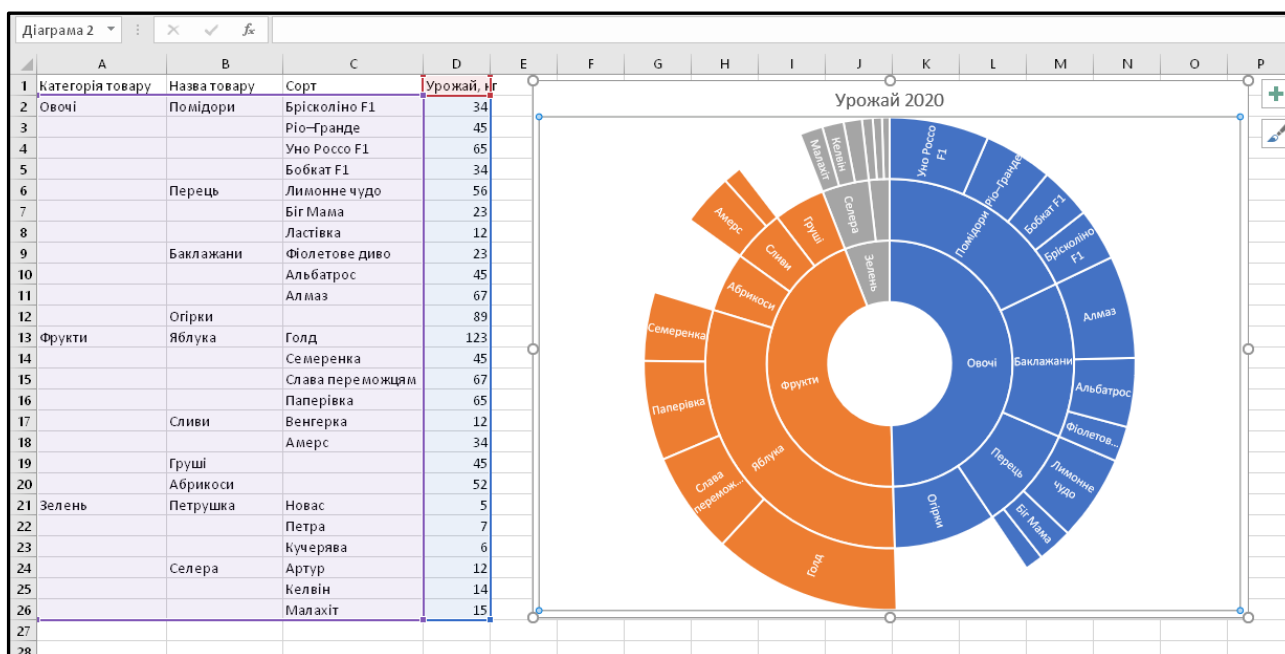 Діаграма 2
fx
A B C D E F G H I J K L M N O P
1 Категорія товару Назва товару Сорт Урожай, кг
2 Овочі Помідори Брісколіно F1 34
3 Ріо–Гранде 45
4 Уно Россо F1 65
5 Бобкат F1 34
6 Перець Лимонне чудо 56
7 Біг Мама 23
8 Ластівка 12
9 Баклажани Фіолетове диво 23
10 Альбатрос 45
11 Алмаз 67
12 Огірки 89
13 Фрукти Яблука Голд 123
14 Семеренка 45
15 Слава переможцям 67
16 Паперівка 65
17 Сливи Венгерка 12
18 Амерс 34
19 Груші 45
20 Абрикоси 52
21 Зелень Петрушка Новас 5
22 Петра 7
23 Кучерява 6
24 Селера Артур 12
25 Келвін 14
26 Малахіт 15
27
28
Урожай 2020
Уно Россо
F1
Ріо-Гранде
Бобкат F1
Брісколіно
F1
Помідори
Алмаз
Альбатрос
Фіолетов...
Баклажани
Овочі
Лимонне
чудо
Біг Мама
Перець
Огірки
Голд
Слава
перемож...
Паперівка
Семеренка
Яблука
Фрукти
Абрикоси
Сливи
Амерс
Груші
Малахіт
Келвін
Селера
Зелень